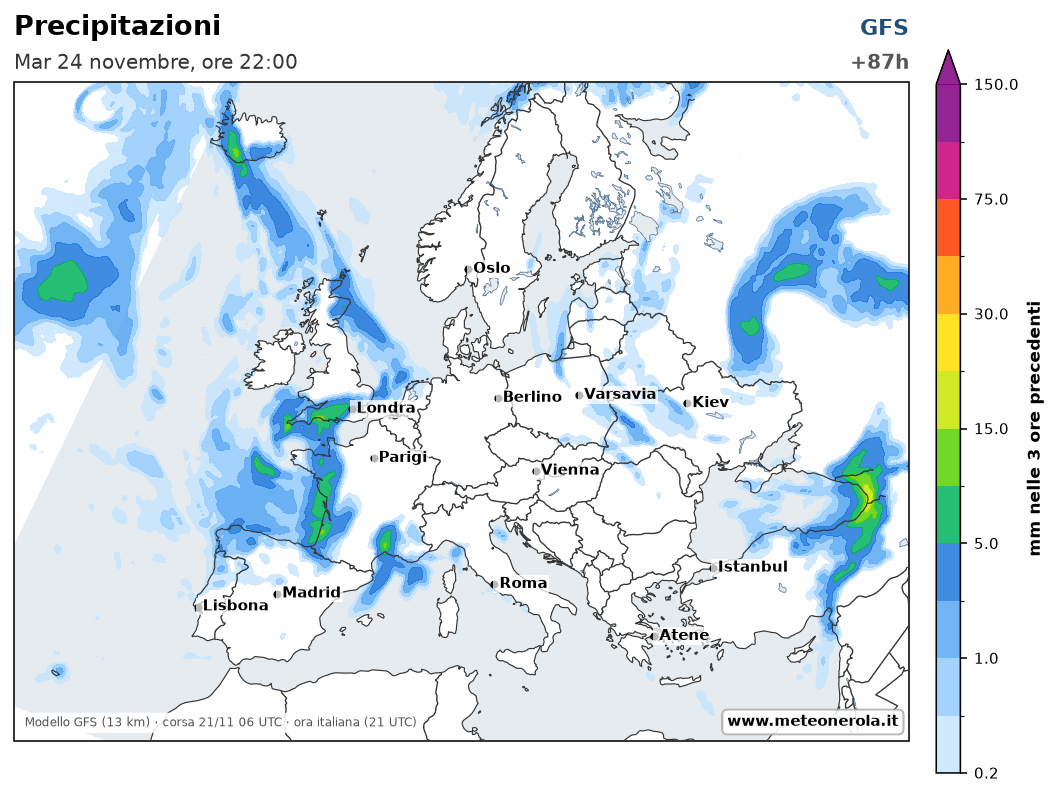 Precipitazioni
GFS
Mar 24 novembre, ore 22:00
+87h
150.0
75.0
30.0
15.0
5.0
1.0
0.2
mm nelle 3 ore precedenti
Oslo
Berlino
Varsavia
Kiev
Londra
Parigi
Vienna
Istanbul
Roma
Madrid
Lisbona
Atene
Modello GFS (13 km) · corsa 21/11 06 UTC · ora italiana (21 UTC)
www.meteonerola.it